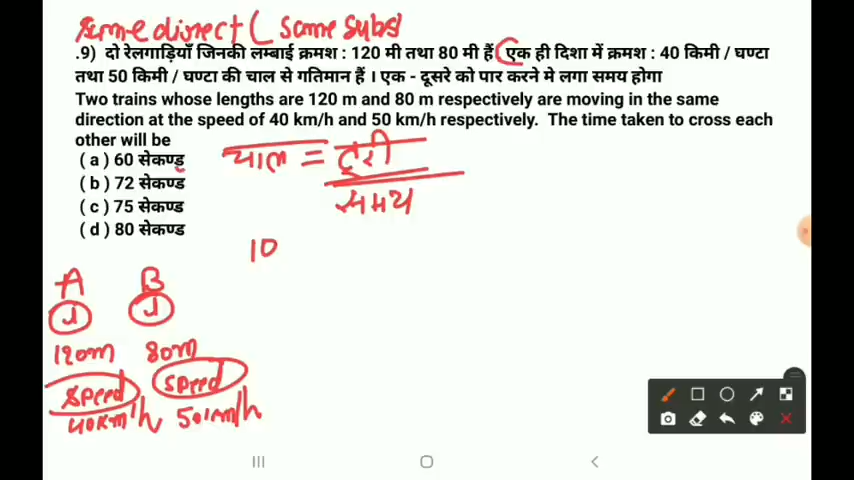 same direct ( Same Subs
.9) दो रेलगाड़ियाँ जिनकी लम्बाई क्रमश : 120 मी तथा 80 मी हैं एक ही दिशा में क्रमश : 40 किमी / घण्टा
तथा 50 किमी / घण्टा की चाल से गतिमान हैं । एक - दूसरे को पार करने मे लगा समय होगा
Two trains whose lengths are 120 m and 80 m respectively are moving in the same
direction at the speed of 40 km/h and 50 km/h respectively. The time taken to cross each
other will be
( a ) 60 सेकण्ड
( b ) 72 सेकण्ड
( c ) 75 सेकण्ड
( d ) 80 सेकण्ड
चाल = दूरी
समय
10
A B
120m 80m
speed speed
40km/h 50km/h